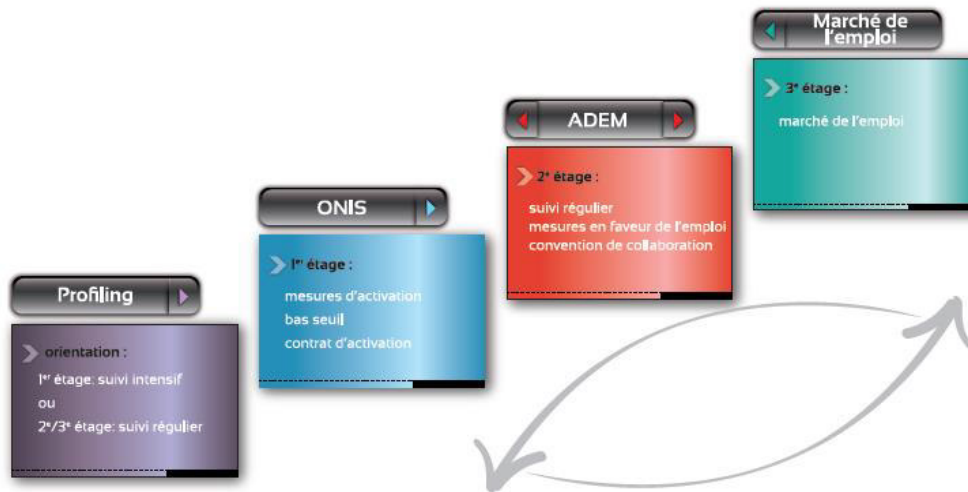 Profiling
orientation :
1er étage: suivi intensif
ou
2e/3e étage: suivi régulier
ONIS
1er étage :
mesures d'activation
bas seuil
contrat d'activation
ADEM
2e étage :
suivi régulier
mesures en faveur de l'emploi
convention de collaboration
Marché de
l'emploi
3e étage :
marché de l'emploi